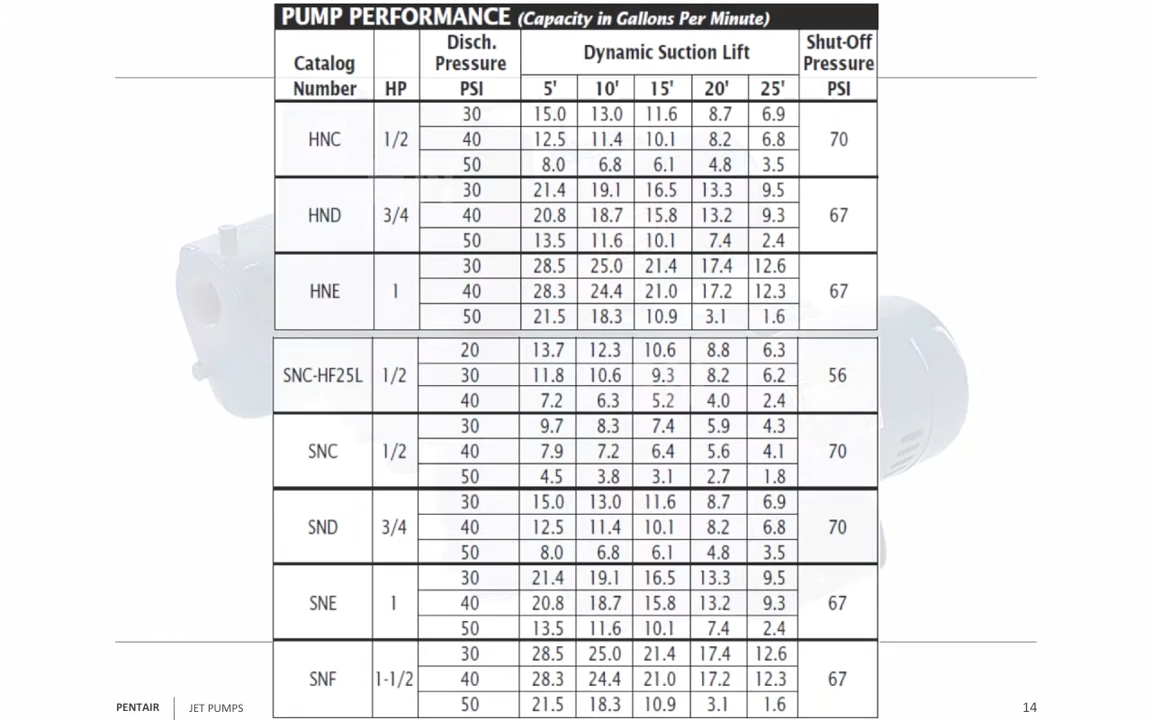 PUMP PERFORMANCE (Capacity in Gallons Per Minute)
Catalog Number HP Disch. Pressure PSI Dynamic Suction Lift Shut-Off Pressure PSI
5' 10' 15' 20' 25'
HNC 1/2 70
30 15.0 13.0 11.6 8.7 6.9
40 12.5 11.4 10.1 8.2 6.8
50 8.0 6.8 6.1 4.8 3.5
HND 3/4 67
30 21.4 19.1 16.5 13.3 9.5
40 20.8 18.7 15.8 13.2 9.3
50 13.5 11.6 10.1 7.4 2.4
HNE 1 67
30 28.5 25.0 21.4 17.4 12.6
40 28.3 24.4 21.0 17.2 12.3
50 21.5 18.3 10.9 3.1 1.6
SNC-HF25L 1/2 56
20 13.7 12.3 10.6 8.8 6.3
30 11.8 10.6 9.3 8.2 6.2
40 7.2 6.3 5.2 4.0 2.4
SNC 1/2 70
30 9.7 8.3 7.4 5.9 4.3
40 7.9 7.2 6.4 5.6 4.1
50 4.5 3.8 3.1 2.7 1.8
SND 3/4 70
30 15.0 13.0 11.6 8.7 6.9
40 12.5 11.4 10.1 8.2 6.8
50 8.0 6.8 6.1 4.8 3.5
SNE 1 67
30 21.4 19.1 16.5 13.3 9.5
40 20.8 18.7 15.8 13.2 9.3
50 13.5 11.6 10.1 7.4 2.4
SNF 1-1/2 67
30 28.5 25.0 21.4 17.4 12.6
40 28.3 24.4 21.0 17.2 12.3
50 21.5 18.3 10.9 3.1 1.6
PENTAIR JET PUMPS 14